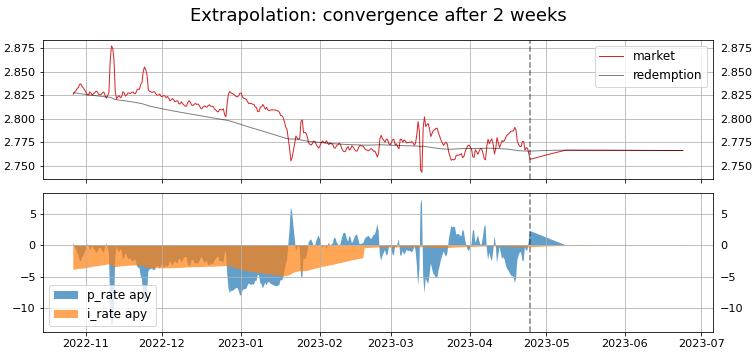 Extrapolation: convergence after 2 weeks
2.875 2.875
2.850 2.850
2.825 2.825
2.800 2.800
2.775 2.775
2.750 2.750
market
redemption
5 5
0 0
−5 −5
−10 −10
p_rate apy
i_rate apy
2022-11 2022-12 2023-01 2023-02 2023-03 2023-04 2023-05 2023-06 2023-07